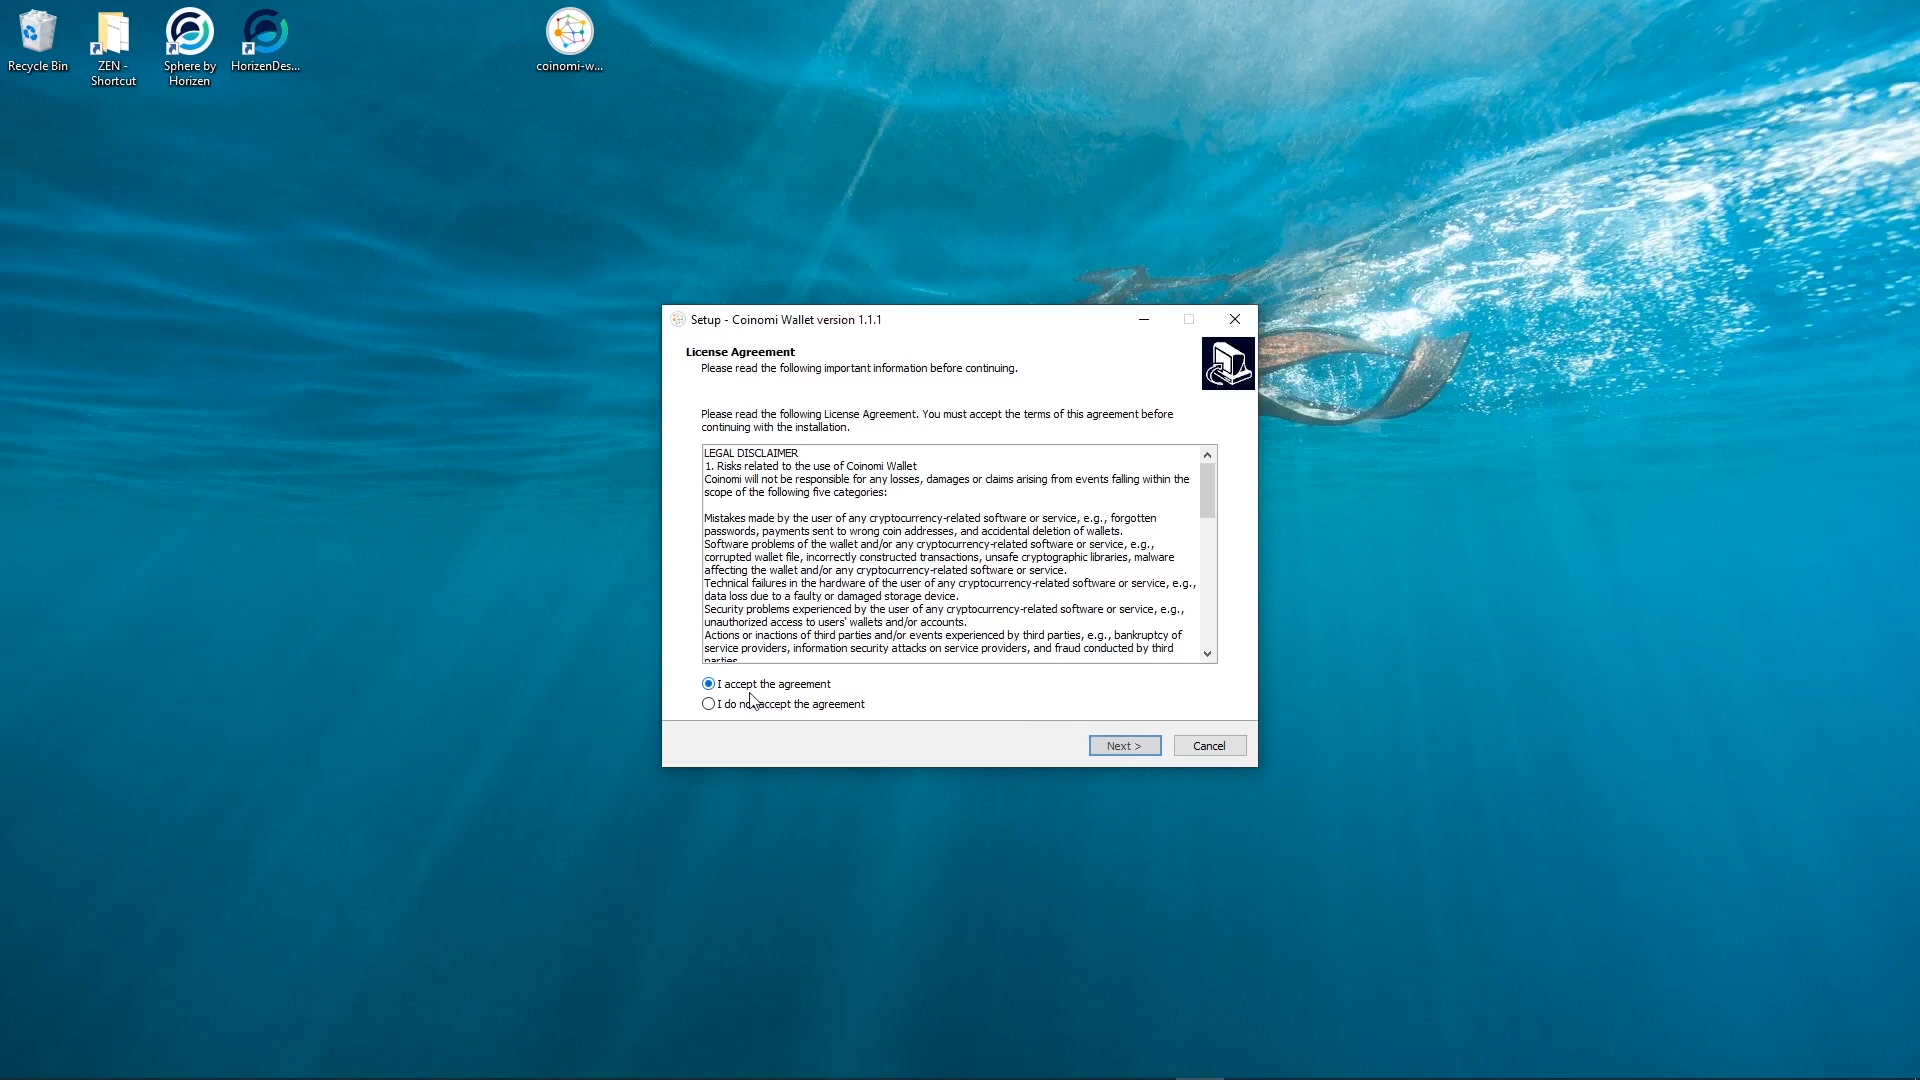 Recycle Bin
ZEN -
Shortcut
Sphere by
Horizen
HorizenDes...
coinomi-w...
Setup - Coinomi Wallet version 1.1.1
License Agreement
Please read the following important information before continuing.
Please read the following License Agreement. You must accept the terms of this agreement before
continuing with the installation.
LEGAL DISCLAIMER
1. Risks related to the use of Coinomi Wallet
Coinomi will not be responsible for any losses, damages or claims arising from events falling within the
scope of the following five categories:
Mistakes made by the user of any cryptocurrency-related software or service, e.g., forgotten
passwords, payments sent to wrong coin addresses, and accidental deletion of wallets.
Software problems of the wallet and/or any cryptocurrency-related software or service, e.g.,
corrupted wallet file, incorrectly constructed transactions, unsafe cryptographic libraries, malware
affecting the wallet and/or any cryptocurrency-related software or service.
Technical failures in the hardware of the user of any cryptocurrency-related software or service, e.g.,
data loss due to a faulty or damaged storage device.
Security problems experienced by the user of any cryptocurrency-related software or service, e.g.,
unauthorized access to users' wallets and/or accounts.
Actions or inactions of third parties and/or events experienced by third parties, e.g., bankruptcy of
service providers, information security attacks on service providers, and fraud conducted by third
parties.
I accept the agreement
I do not accept the agreement
Next >
Cancel